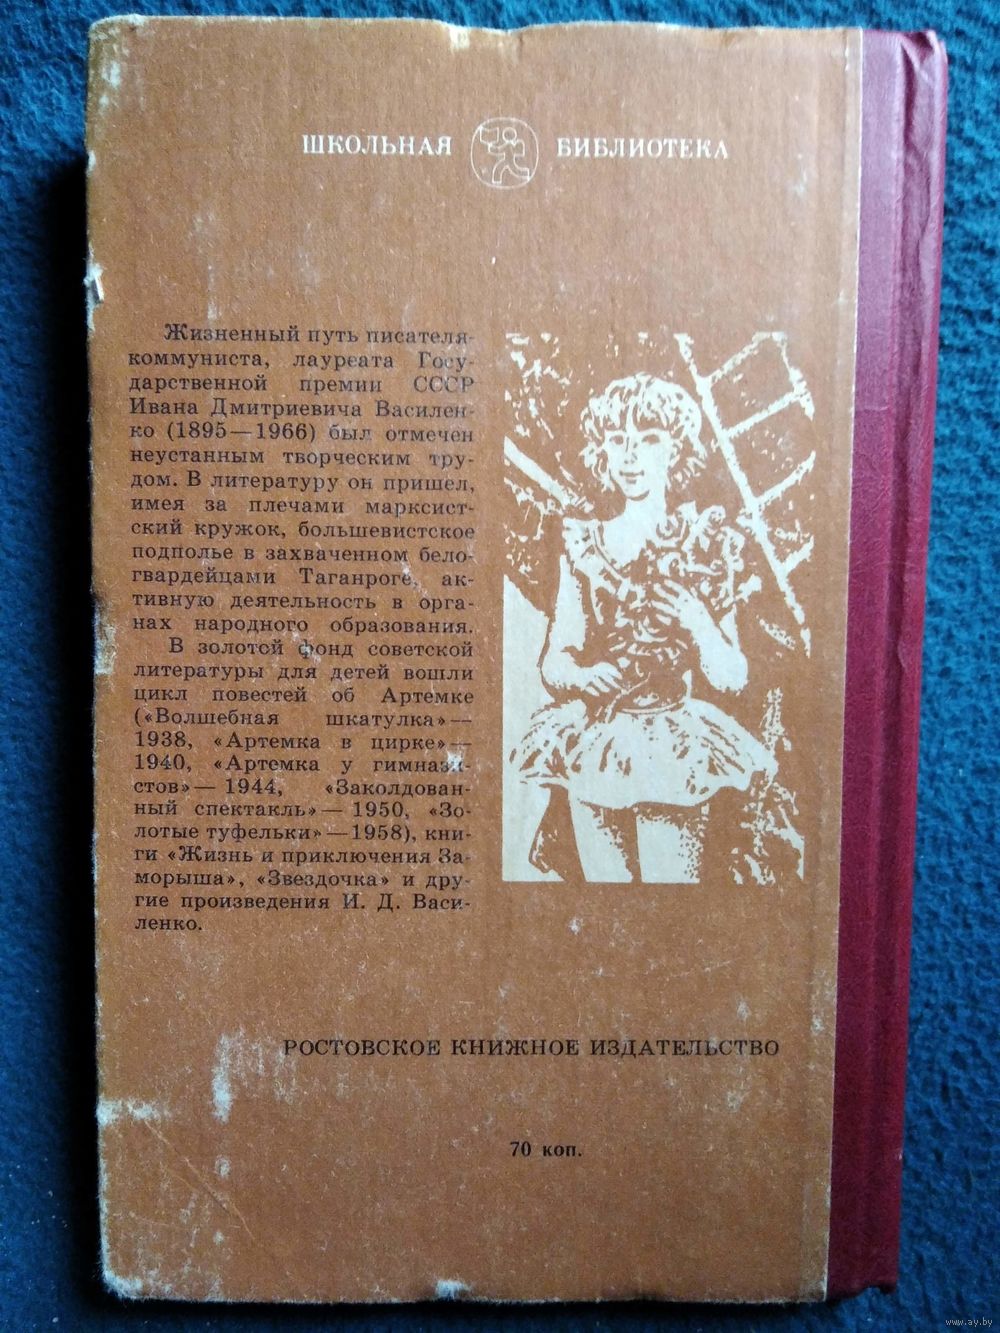 ШКОЛЬНАЯ БИБЛИОТЕКА
Жизненный путь писателя-
коммуниста, лауреата Госу-
дарственной премии СССР
Ивана Дмитриевича Василен-
ко (1895—1966) был отмечен
неустанным творческим тру-
дом. В литературу он пришел,
имея за плечами марксист-
ский кружок, большевистское
подполье в захваченном бело-
гвардейцами Таганроге, ак-
тивную деятельность в орга-
нах народного образования.
В золотой фонд советской
литературы для детей вошли
цикл повестей об Артемке
(«Волшебная шкатулка»—
1938, «Артемка в цирке»—
1940, «Артемка у гимнази-
стов»— 1944, «Заколдован-
ный спектакль»— 1950, «Зо-
лотые туфельки»—1958), кни-
ги «Жизнь и приключения За-
морыша», «Звездочка» и дру-
гие произведения И. Д. Васи-
ленко.
РОСТОВСКОЕ КНИЖНОЕ ИЗДАТЕЛЬСТВО
70 коп.
www.ay.by